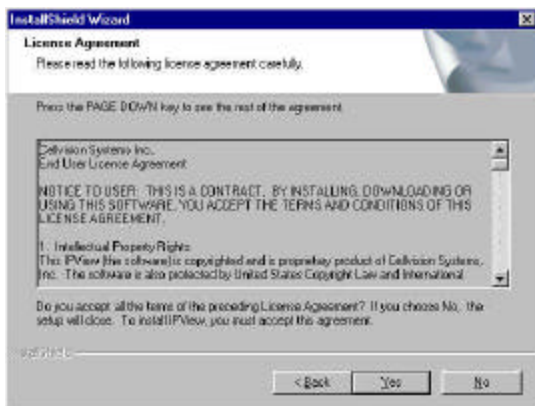 InstallShield Wizard
License Agreement
Please read the following license agreement carefully.
Press the PAGE DOWN key to see the rest of the agreement.
Cellvision Systems Inc.
End User License Agreement
NOTICE TO USER: THIS IS A CONTRACT. BY INSTALLING, DOWNLOADING OR
USING THIS SOFTWARE, YOU ACCEPT THE TERMS AND CONDITIONS OF THIS
LICENSE AGREEMENT.
1. Intellectual Property Rights
This IPView (the software) is copyrighted and is proprietary product of Cellvision Systems,
Inc. The software is also protected by United States Copyright Law and International
Do you accept all the terms of the preceding License Agreement? If you choose No, the
setup will close. To install IPView, you must accept this agreement.
InstallShield
< Back
Yes
No